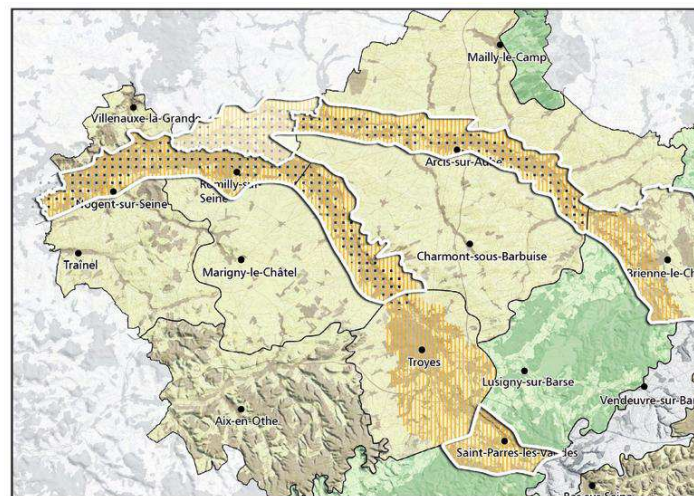 Mailly-le-Camp
Villenauxe-la-Grande
Arcis-sur-Aube
Romilly-sur-
Seine
Nogent-sur-Seine
Traînel
Marigny-le-Châtel
Charmont-sous-Barbuise
Brienne-le-Ch
Troyes
Lusigny-sur-Barse
Vendeuvre-sur-Bar
Aix-en-Othe
Saint-Parres-lès-Vaudes